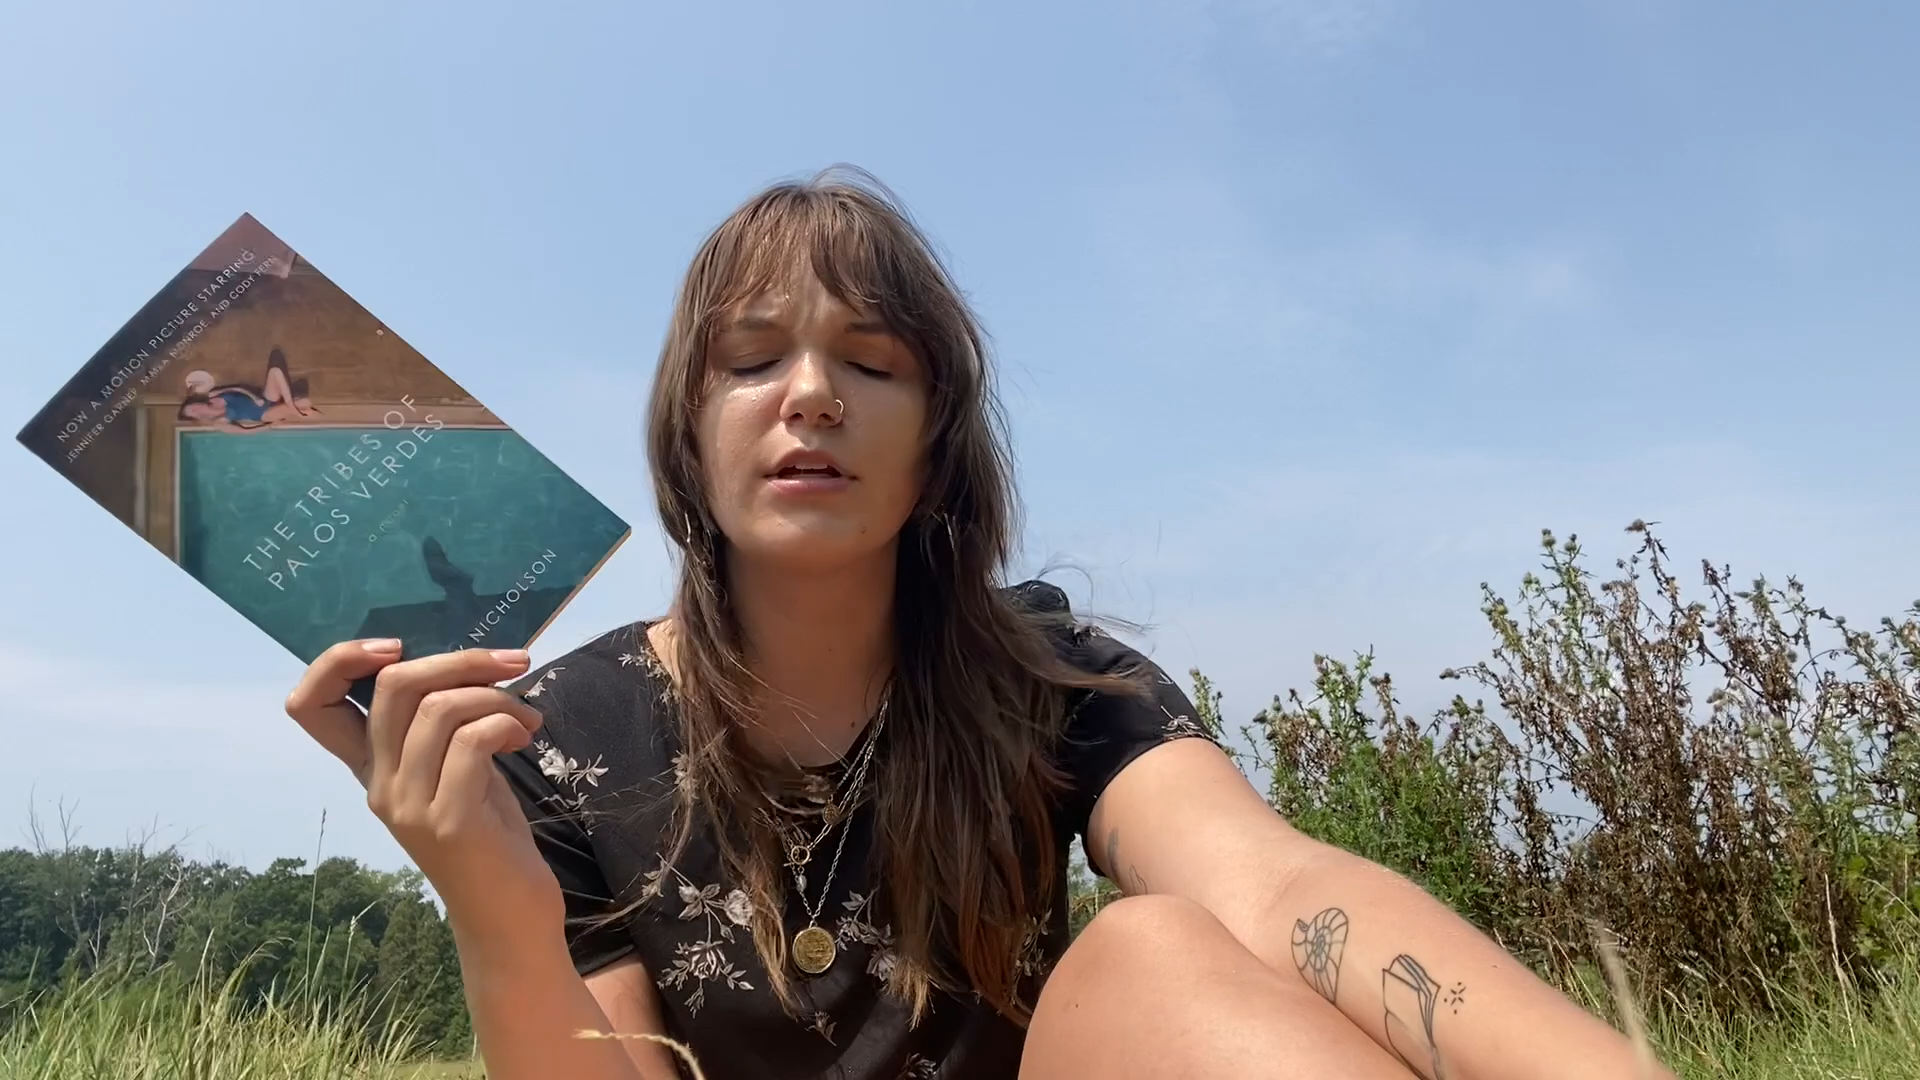 NOW A MOTION PICTURE STARRING
JENNIFER GARNER, MAIKA MONROE, AND CODY FERN
THE TRIBES OF
PALOS VERDES
a novel
NICHOLSON